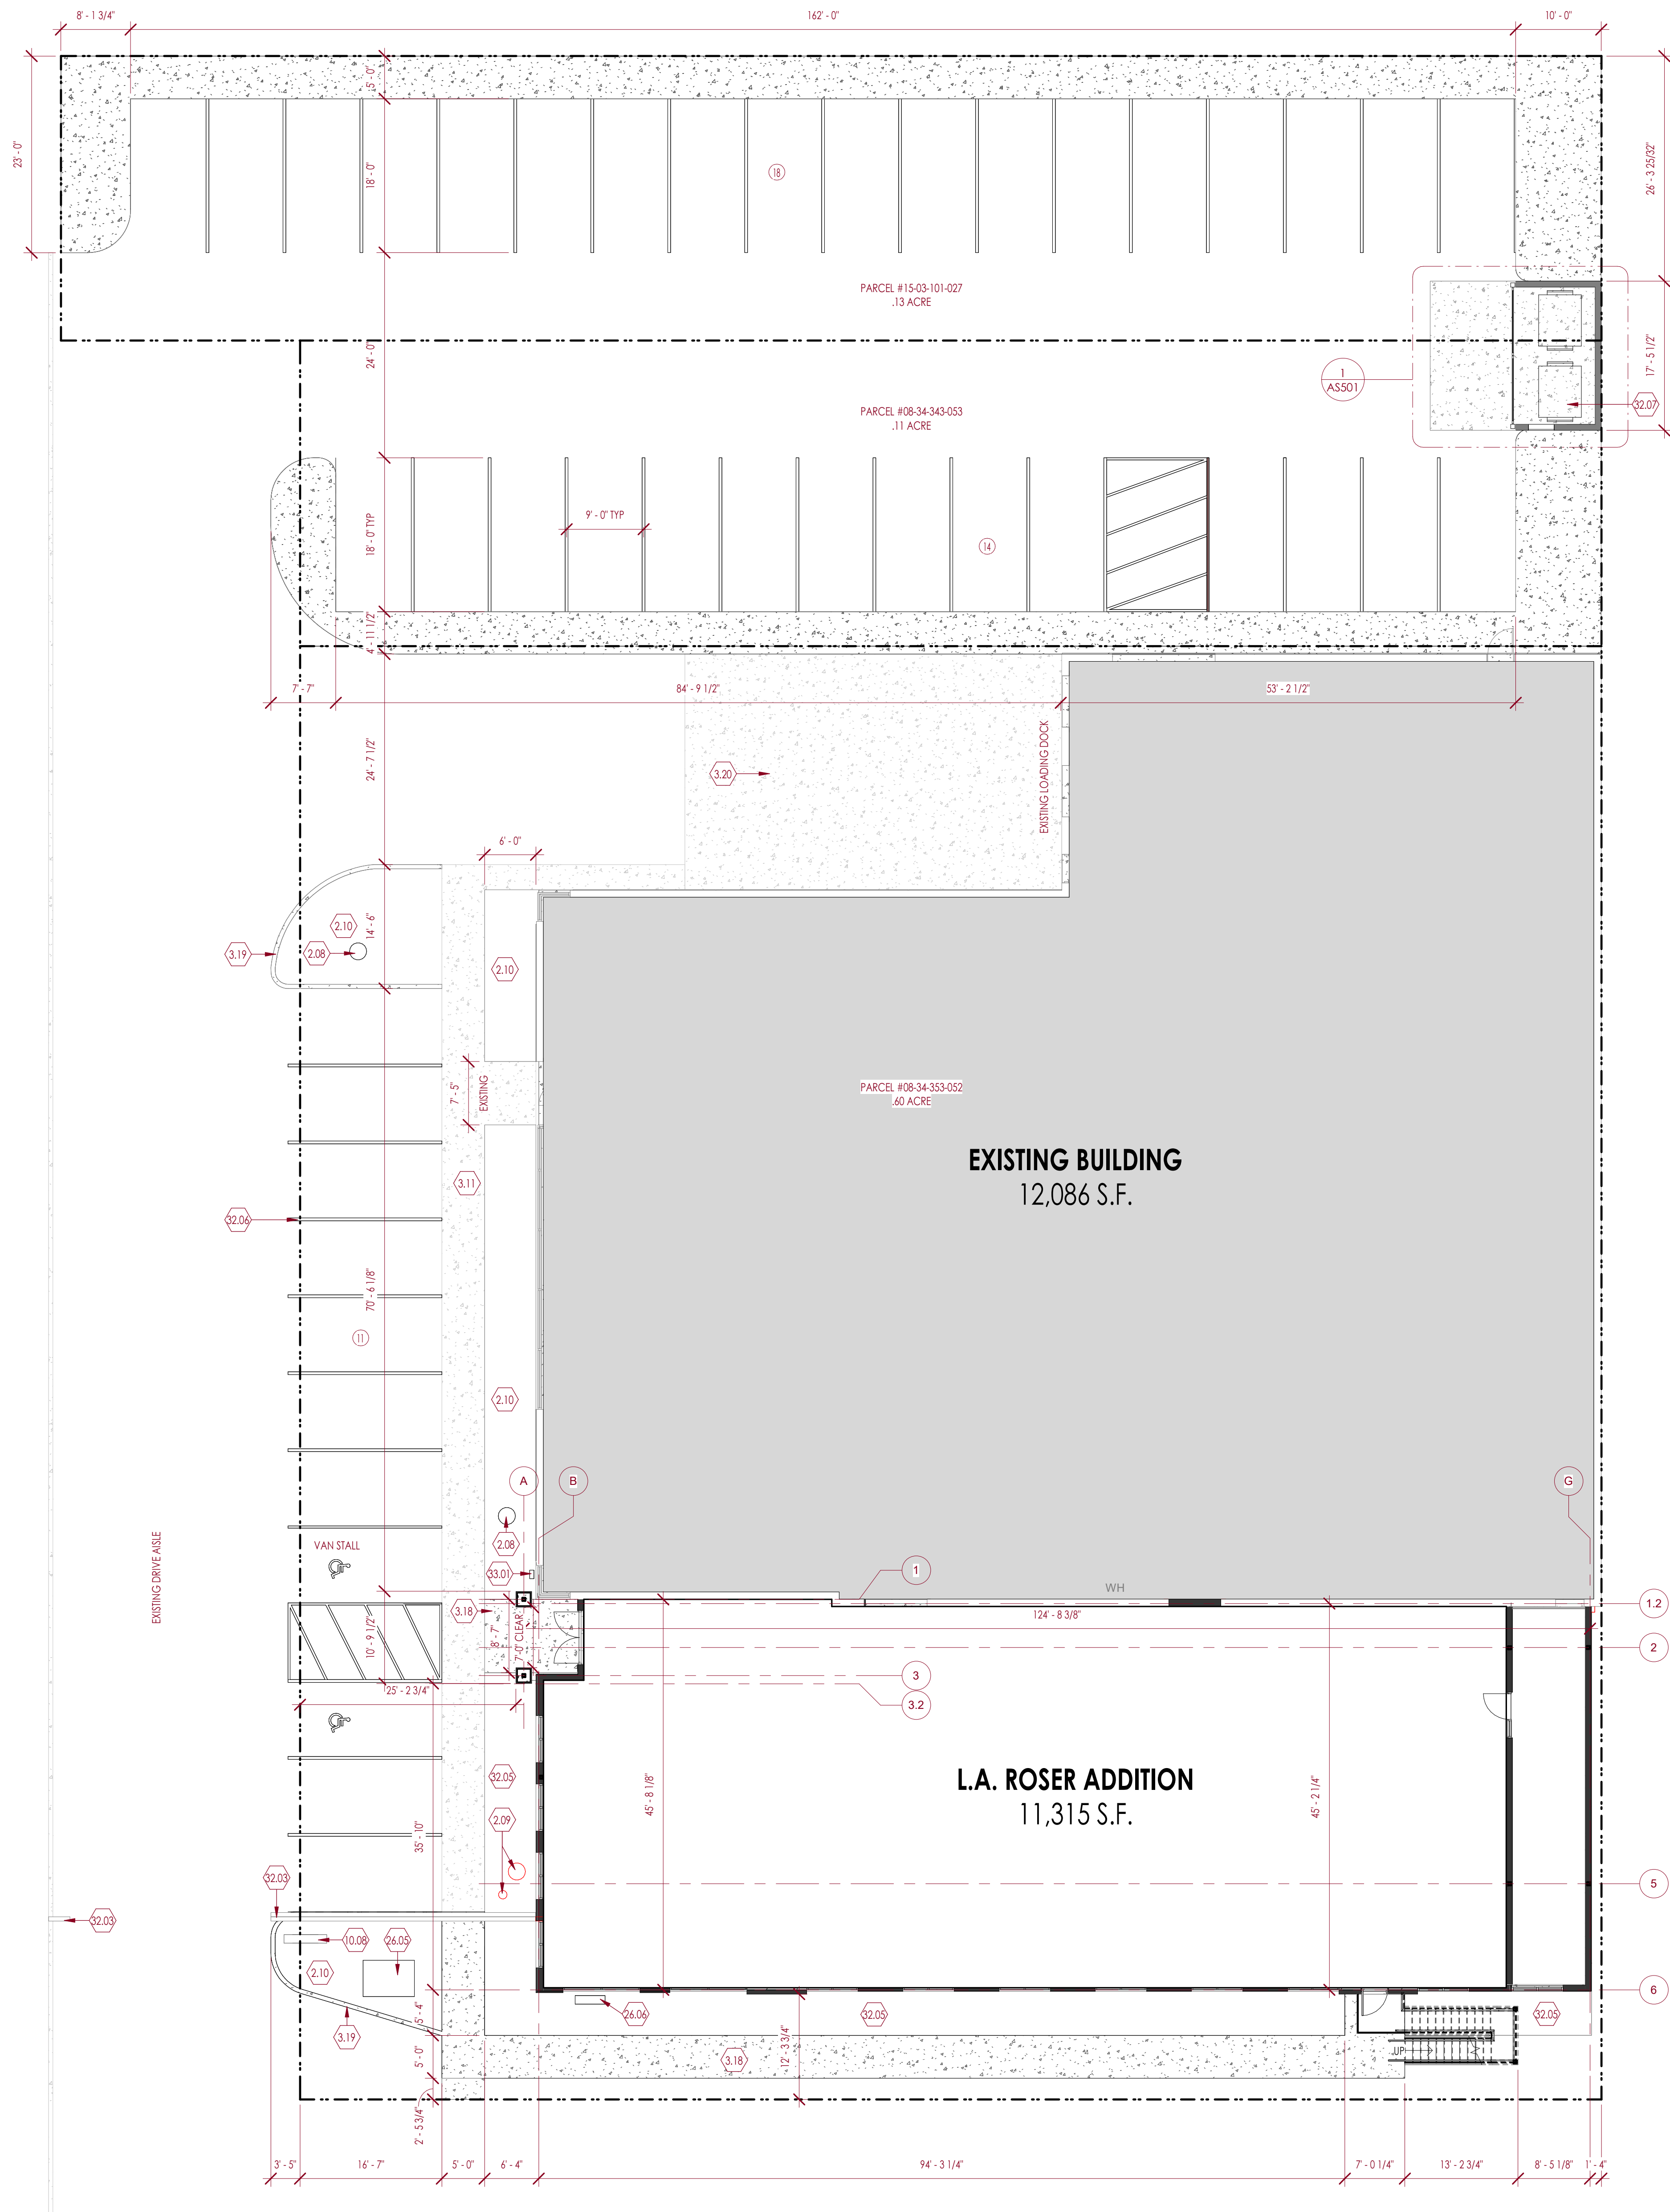 8' - 1 3/4"
162' - 0"
10' - 0"
23' - 0"
5' - 0"
18' - 0"
18
26' - 3 25/32"
PARCEL #15-03-101-027
.13 ACRE
24' - 0"
1
AS501
17' - 5 1/2"
32.07
PARCEL #08-34-343-053
.11 ACRE
18' - 0" TYP
9' - 0" TYP
14
4' - 11 1/2"
7' - 7"
84' - 9 1/2"
53' - 2 1/2"
24' - 7 1/2"
3.20
EXISTING LOADING DOCK
6' - 0"
2.10
14' - 6"
3.19
2.08
2.10
7' - 5"
EXISTING
PARCEL #08-34-353-052
.60 ACRE
EXISTING BUILDING
12,086 S.F.
3.11
32.06
70' - 6 1/8"
11
2.10
A
B
G
EXISTING DRIVE AISLE
VAN STALL
2.08
33.01
1
WH
1.2
3.18
124' - 8 3/8"
10' - 9 1/2"
8' - 7"
7'-0" CLEAR
2
3
25' - 2 3/4"
3.2
32.05
L.A. ROSER ADDITION
11,315 S.F.
45' - 8 1/8"
45' - 2 1/4"
2.09
35' - 10"
32.03
5
32.03
10.08
26.05
2.10
6
26.06
32.05
32.05
5' - 4"
3.19
12' - 3 3/4"
5' - 0"
3.18
UP
2' - 5 3/4"
3' - 5"
16' - 7"
5' - 0"
6' - 4"
94' - 3 1/4"
7' - 0 1/4"
13' - 2 3/4"
8' - 5 1/8"
1' - 4"